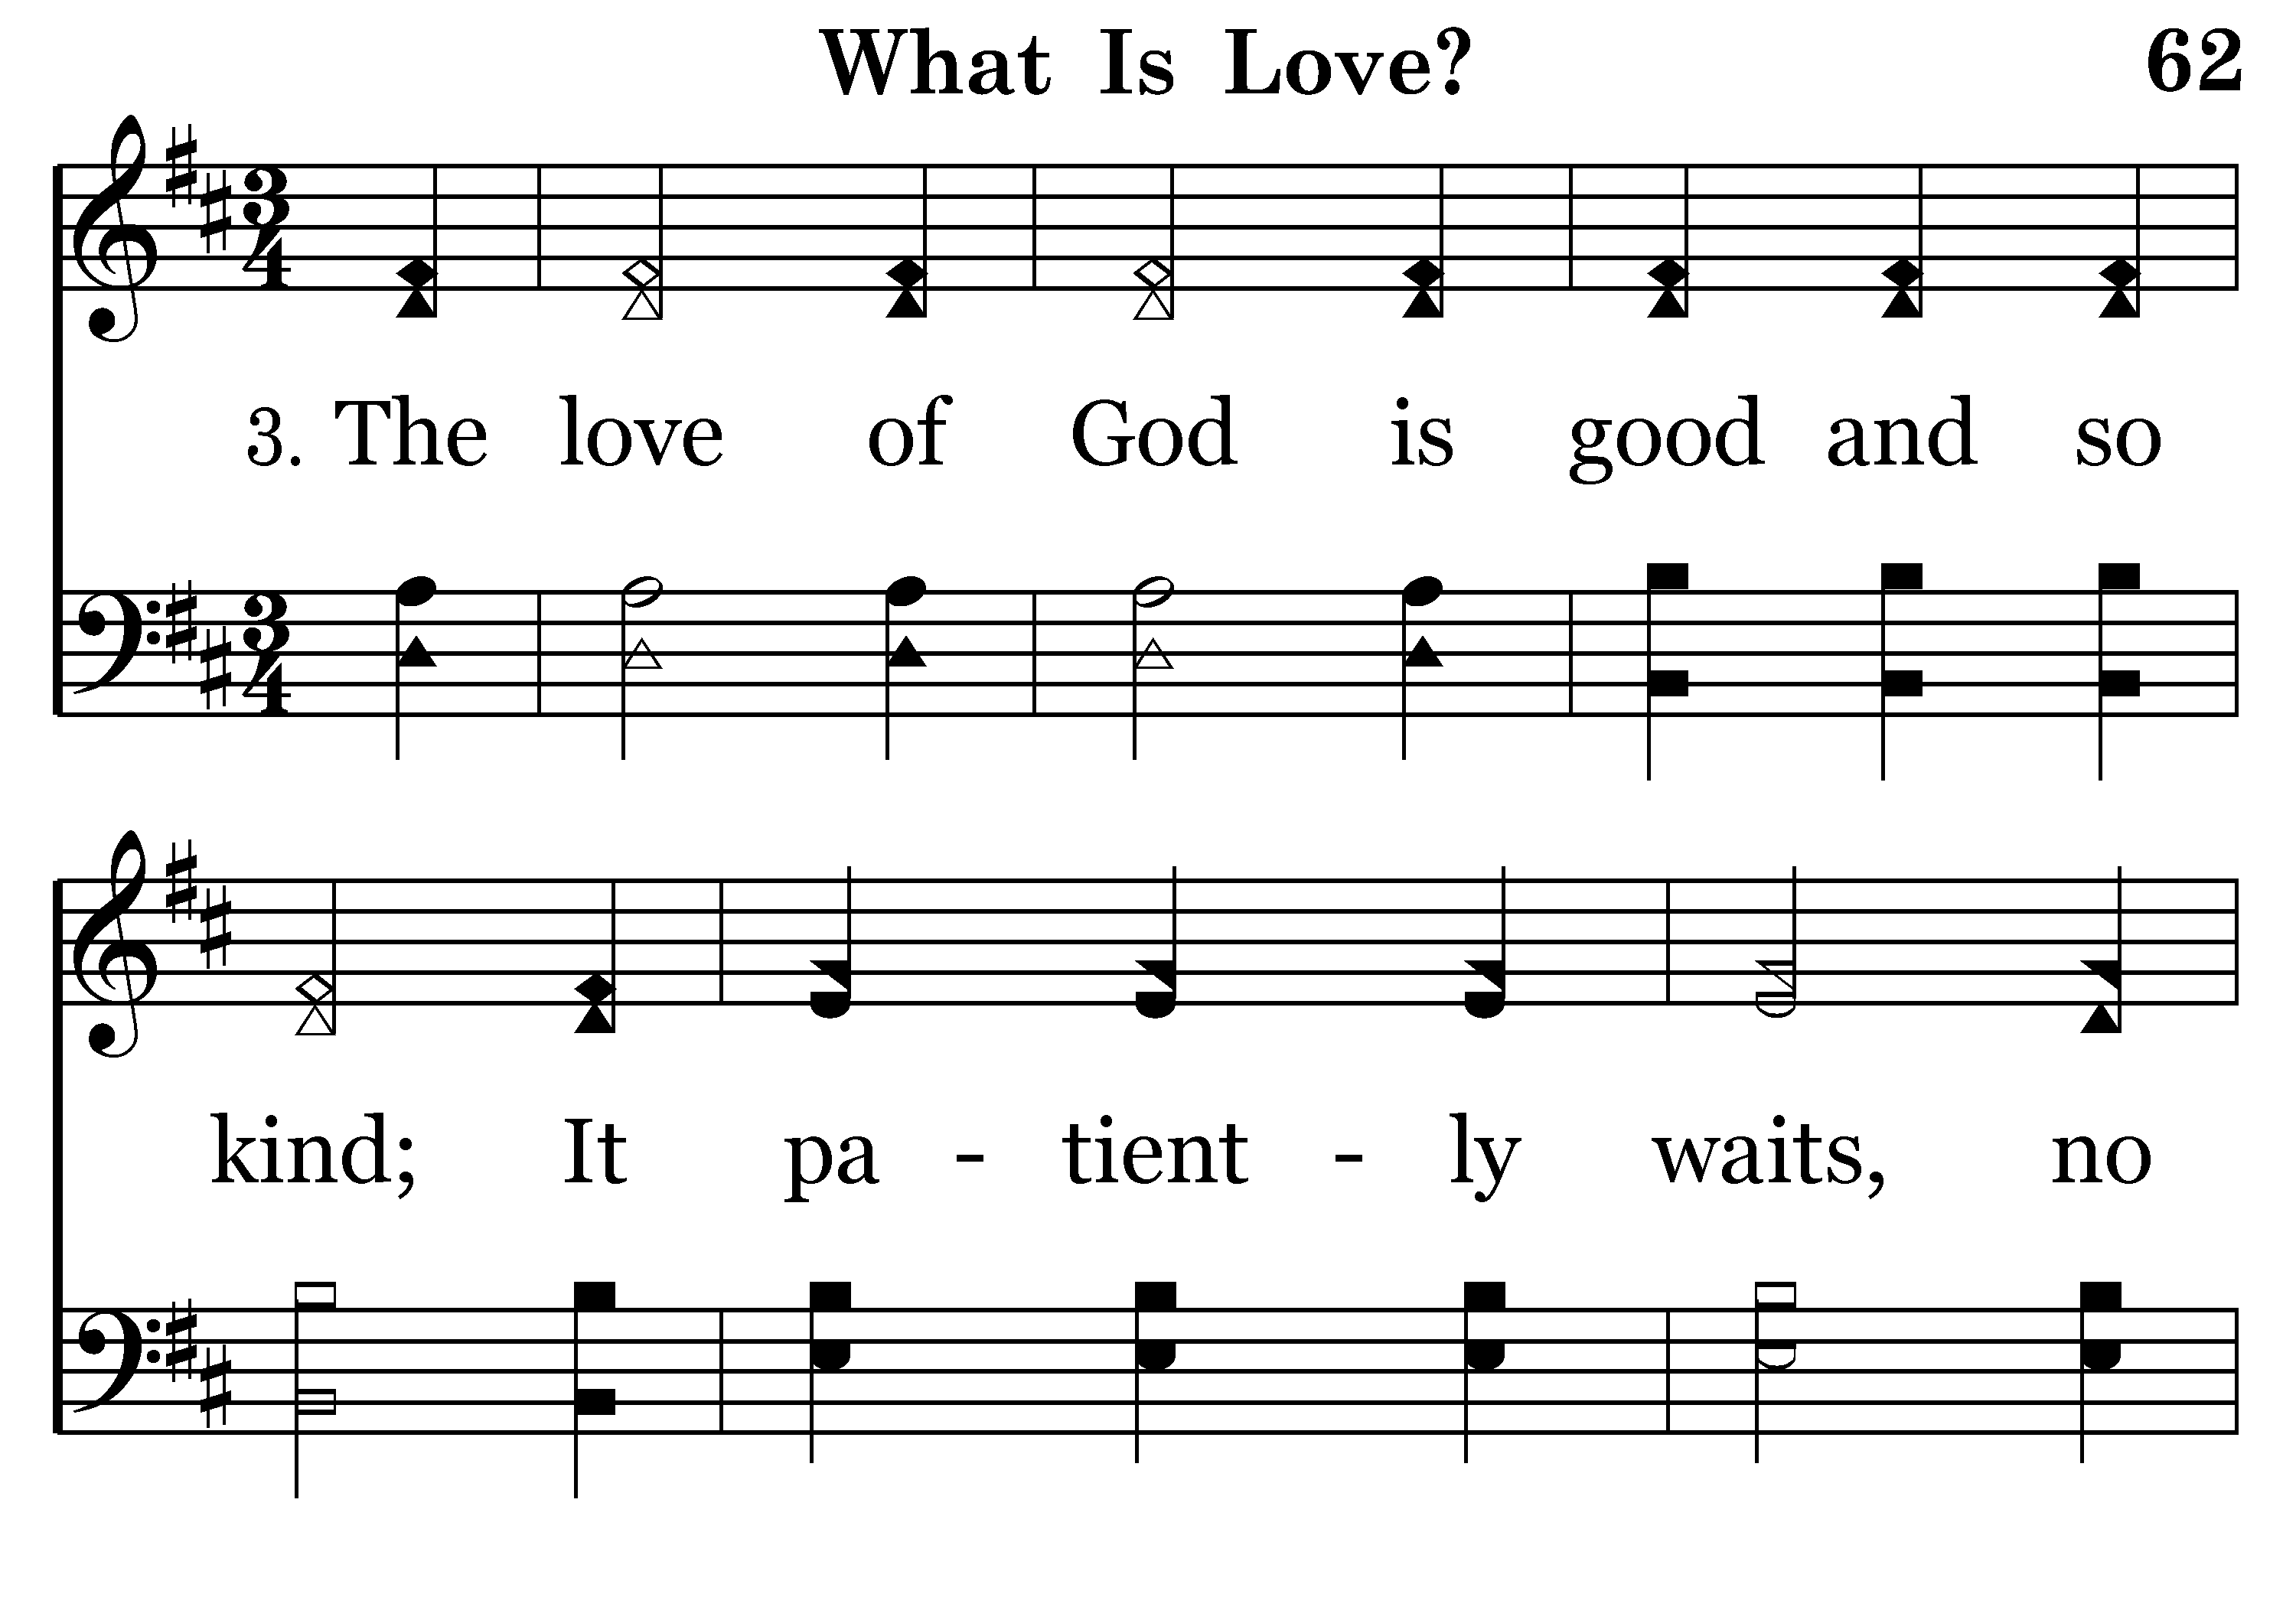 What Is Love? 62
3. The love of God is good and so
kind; It pa - tient - ly waits, no